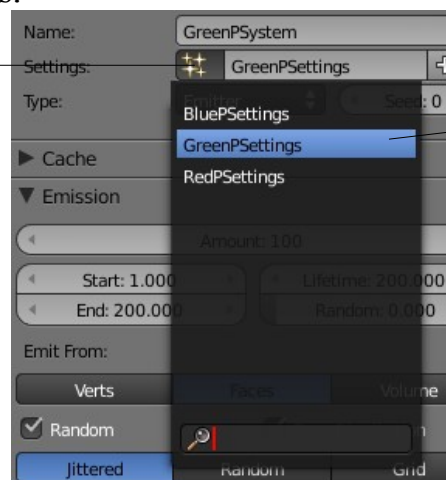 Name: GreenPSystem
Settings: GreenPSettings
Type: Emitter Seed: 0
BluePSettings
GreenPSettings
RedPSettings
Cache
Emission
Amount: 100
Start: 1.000 Lifetime: 200.000
End: 200.000 Random: 0.000
Emit From:
Verts Faces Volume
Random
Jittered Random Grid